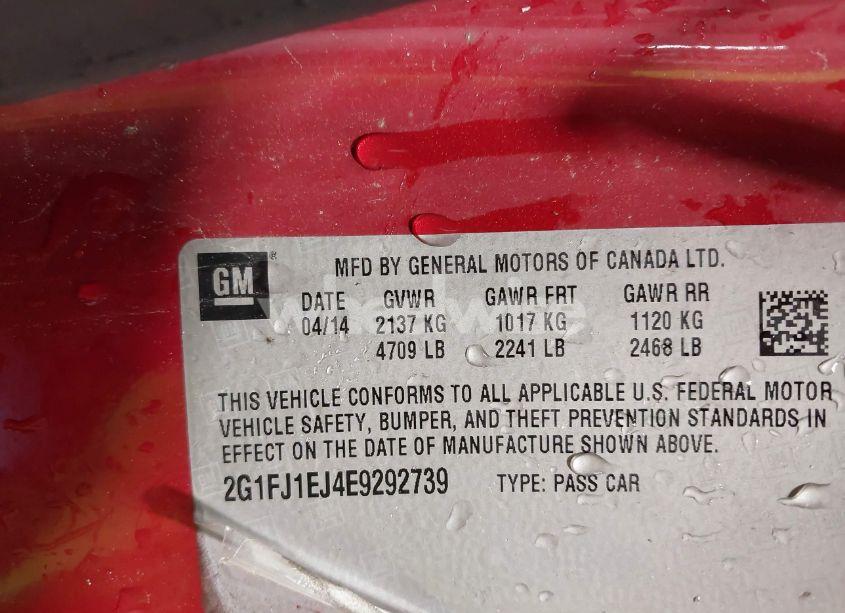 GM
MFD BY GENERAL MOTORS OF CANADA LTD.
DATE GVWR GAWR FRT GAWR RR
04/14 2137 KG 1017 KG 1120 KG
4709 LB 2241 LB 2468 LB
THIS VEHICLE CONFORMS TO ALL APPLICABLE U.S. FEDERAL MOTOR
VEHICLE SAFETY, BUMPER, AND THEFT PREVENTION STANDARDS IN
EFFECT ON THE DATE OF MANUFACTURE SHOWN ABOVE.
2G1FJ1EJ4E9292739 TYPE: PASS CAR